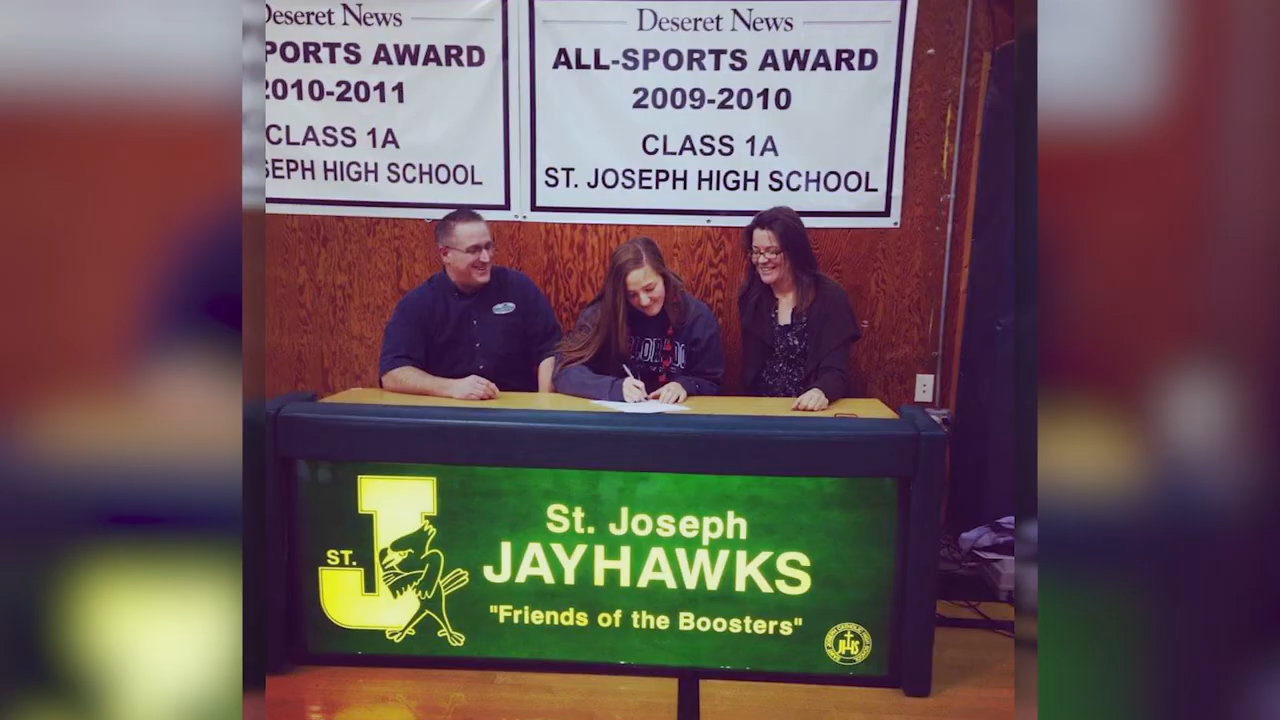 Deseret News
PORTS AWARD
2010-2011
CLASS 1A
SEPH HIGH SCHOOL
Deseret News
ALL-SPORTS AWARD
2009-2010
CLASS 1A
ST. JOSEPH HIGH SCHOOL
ST. J
St. Joseph
JAYHAWKS
"Friends of the Boosters"